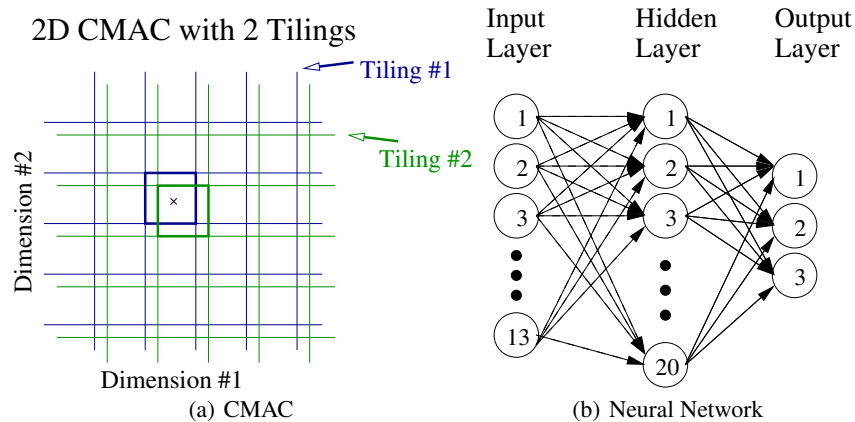 2D CMAC with 2 Tilings
Tiling #1
Tiling #2
Dimension #2
Dimension #1
(a) CMAC
Input
Layer
Hidden
Layer
Output
Layer
1
2
3
13
1
2
3
20
1
2
3
(b) Neural Network